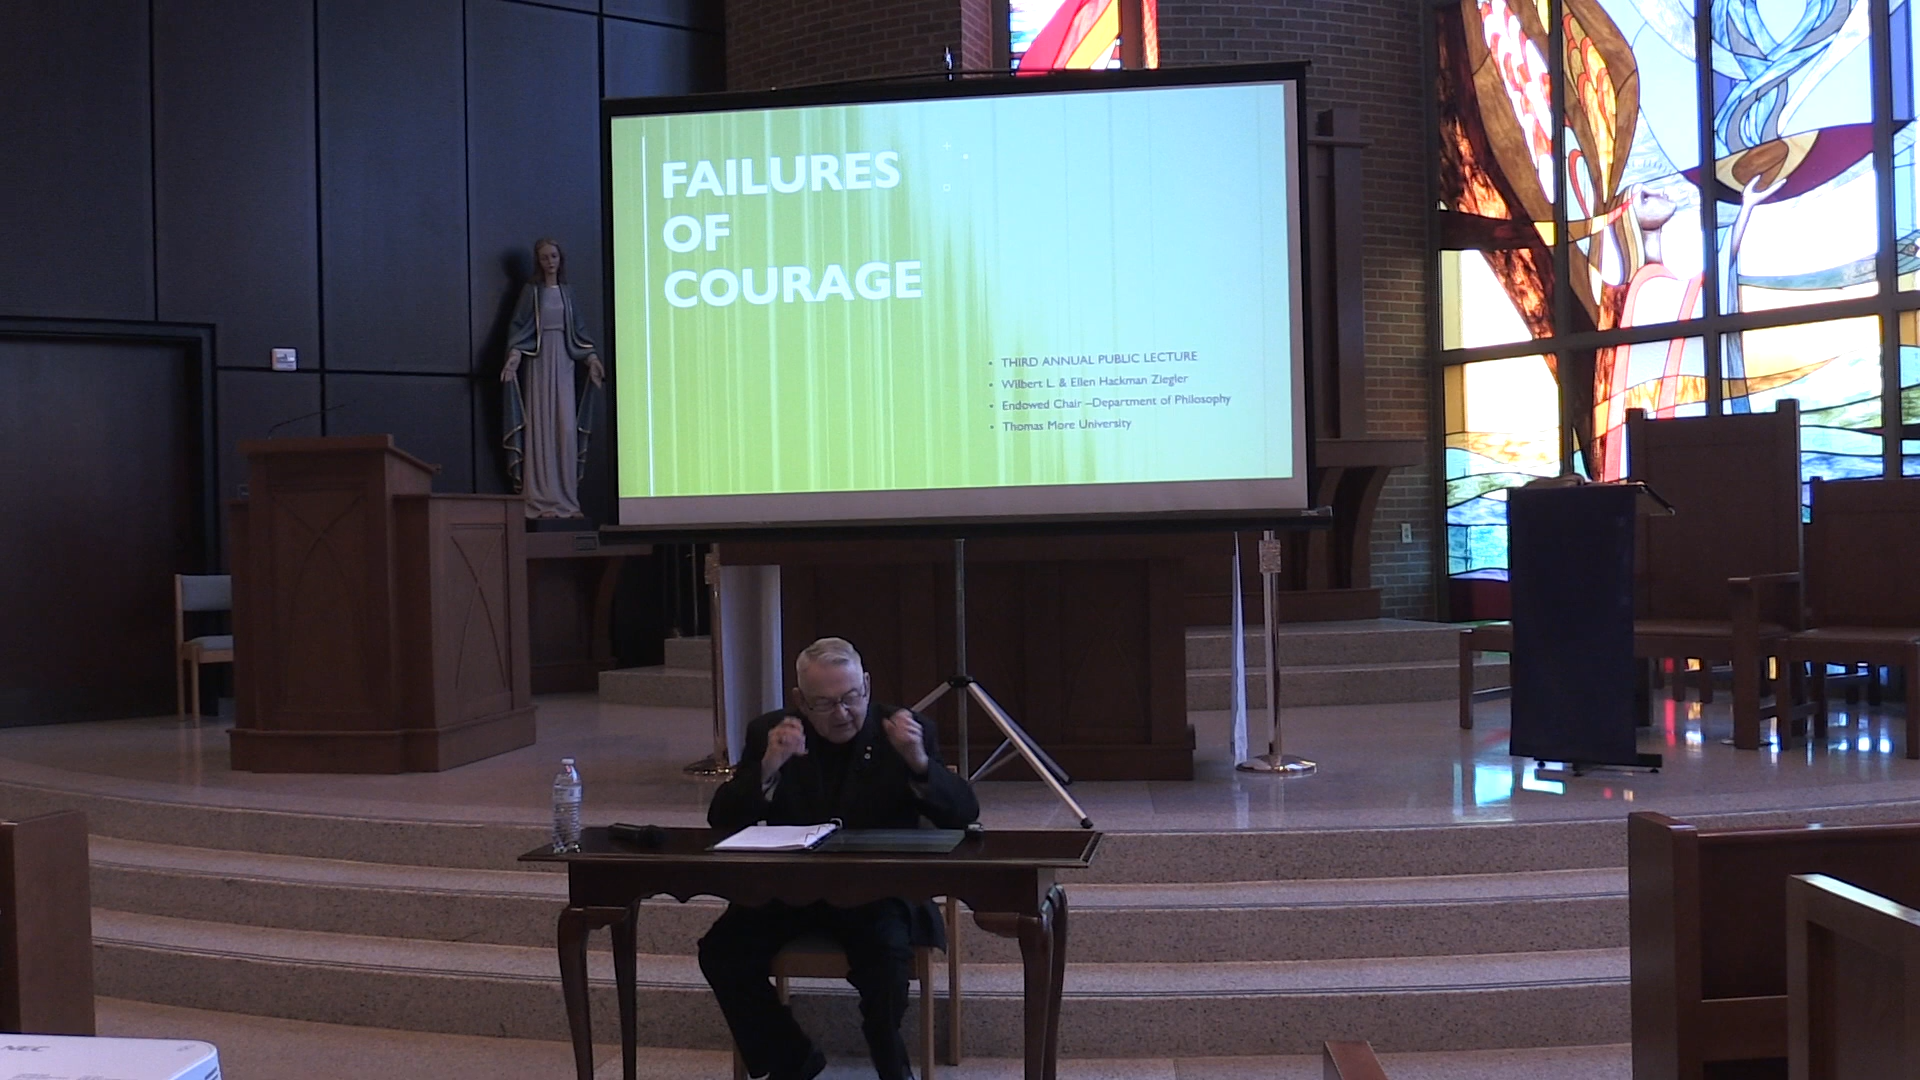 FAILURES
OF
COURAGE
• THIRD ANNUAL PUBLIC LECTURE
• Wilbert L. & Ellen Hackman Ziegler
• Endowed Chair –Department of Philosophy
• Thomas More University
NEC